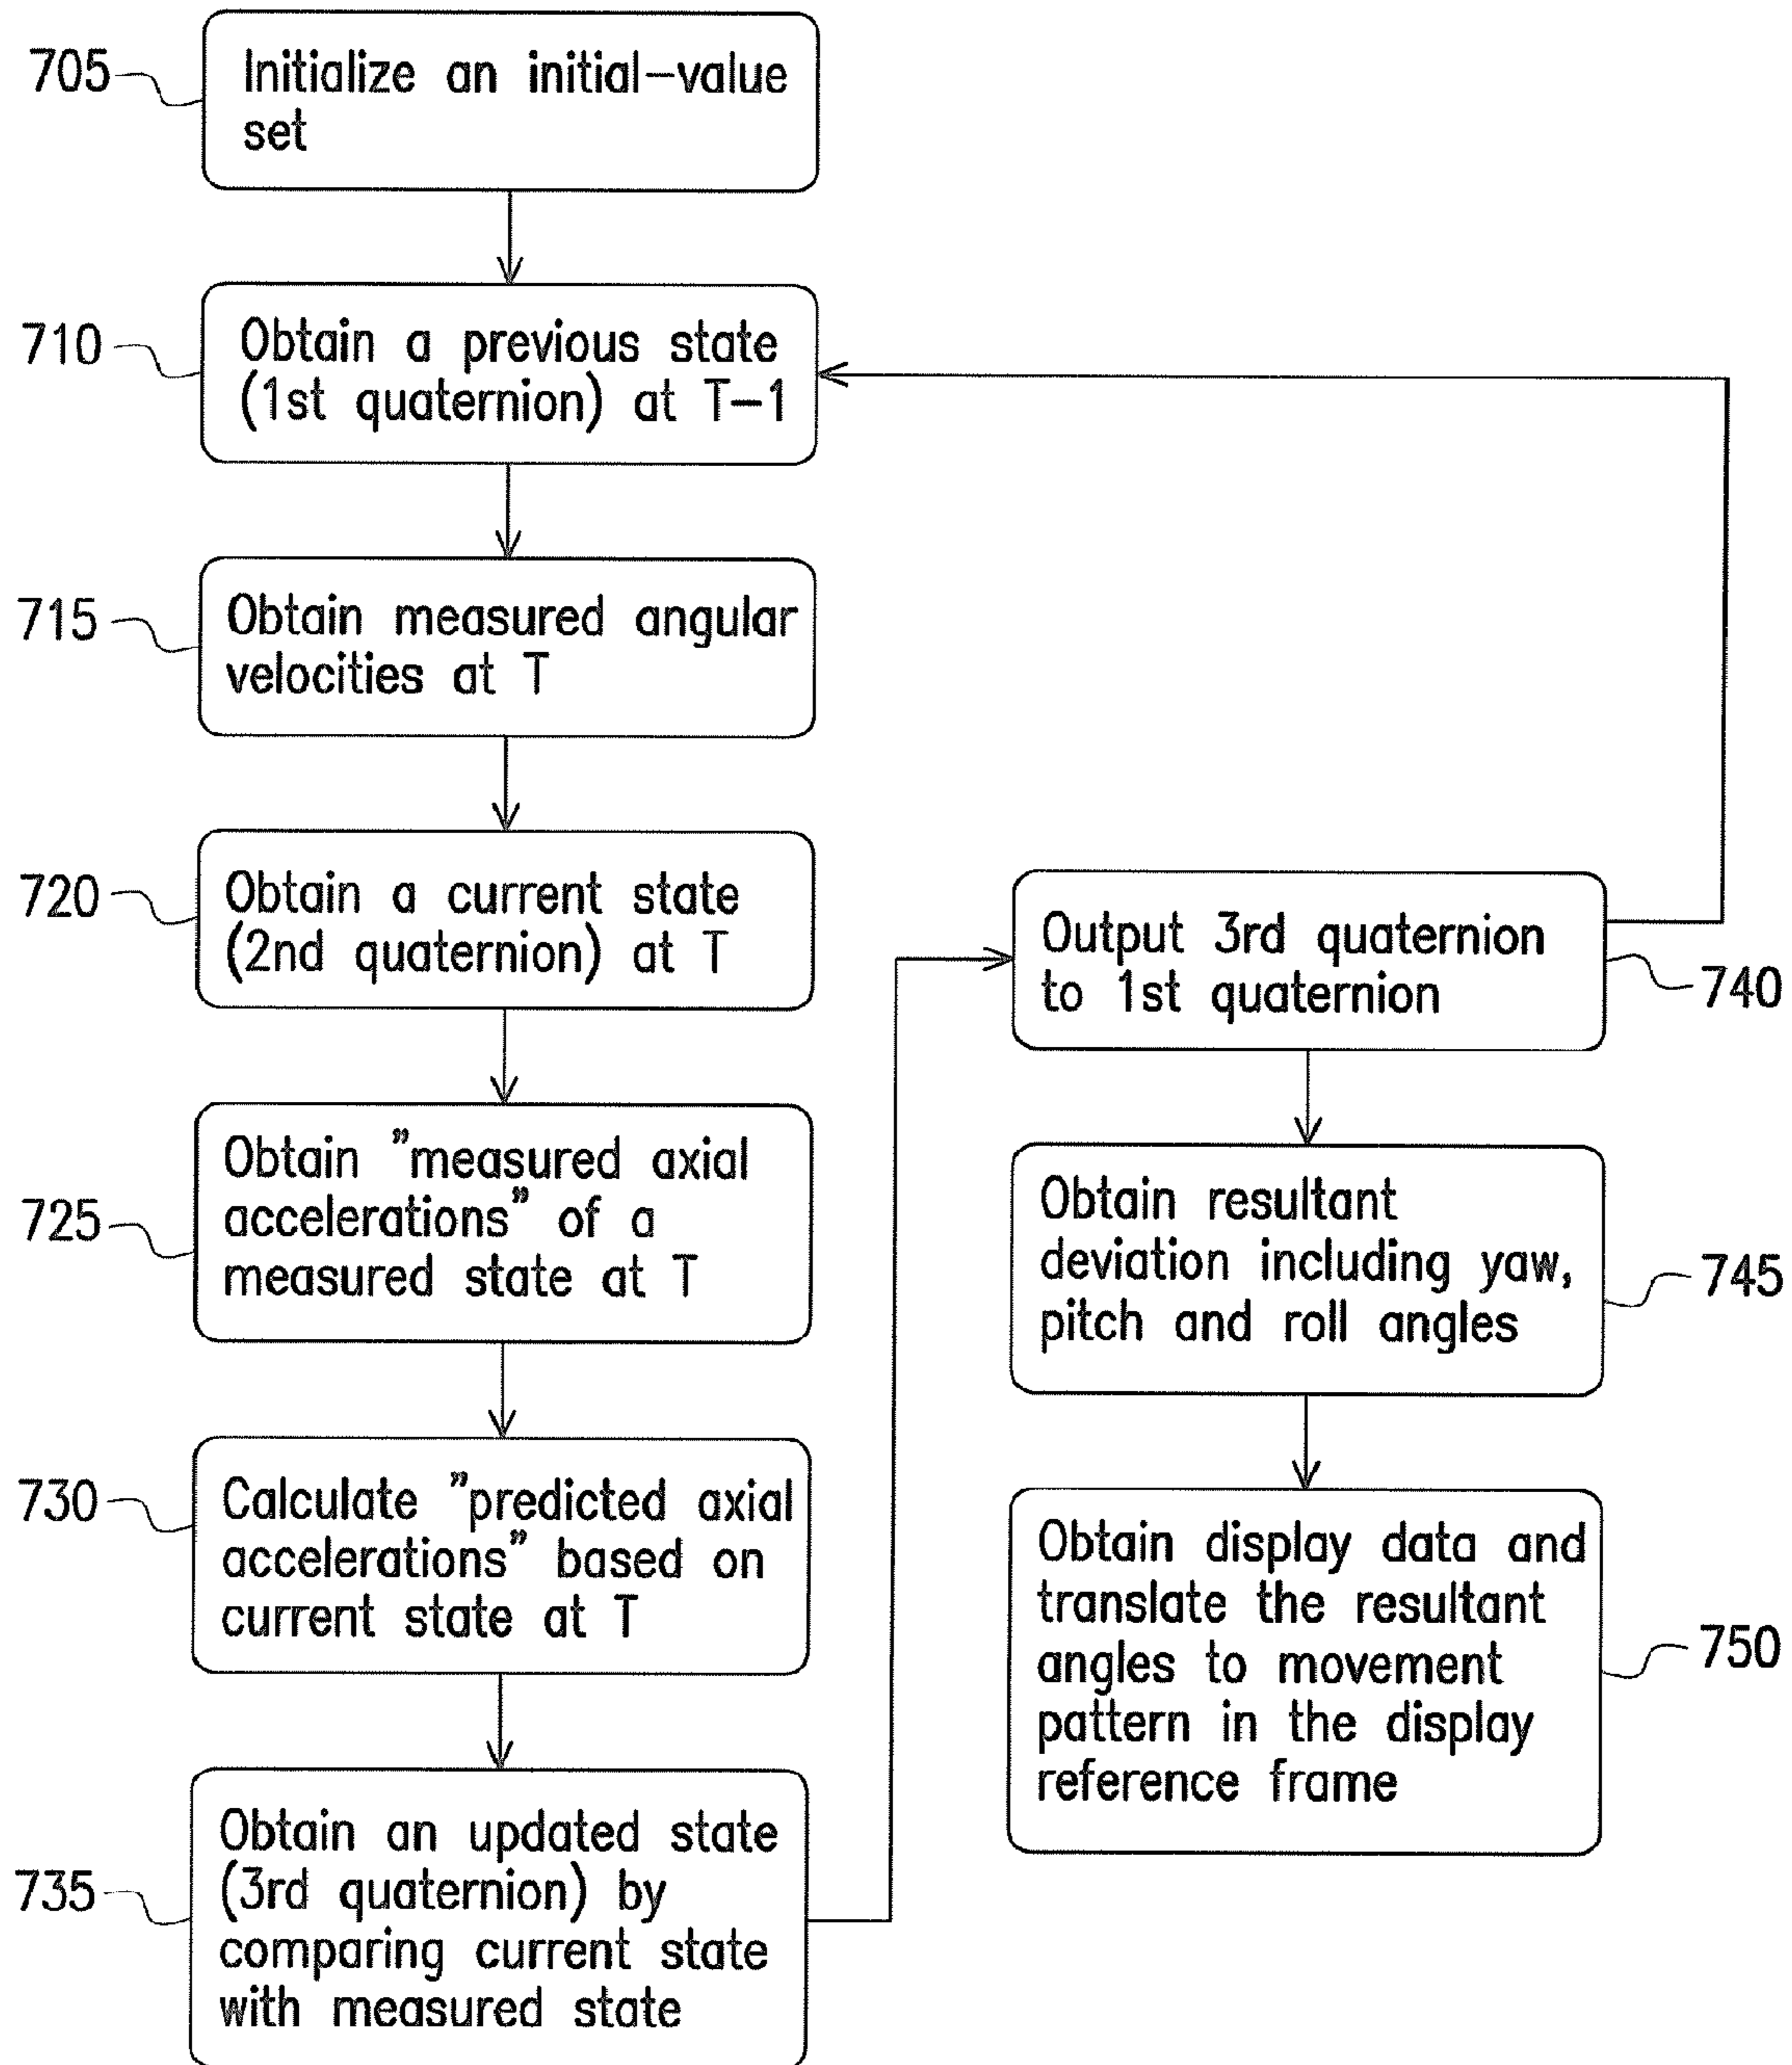 705
Initialize an initial-value
set
710
Obtain a previous state
(1st quaternion) at T-1
715
Obtain measured angular
velocities at T
720
Obtain a current state
(2nd quaternion) at T
725
Obtain "measured axial
accelerations" of a
measured state at T
730
Calculate "predicted axial
accelerations" based on
current state at T
735
Obtain an updated state
(3rd quaternion) by
comparing current state
with measured state
Output 3rd quaternion
to 1st quaternion
740
Obtain resultant
deviation including yaw,
pitch and roll angles
745
Obtain display data and
translate the resultant
angles to movement
pattern in the display
reference frame
750